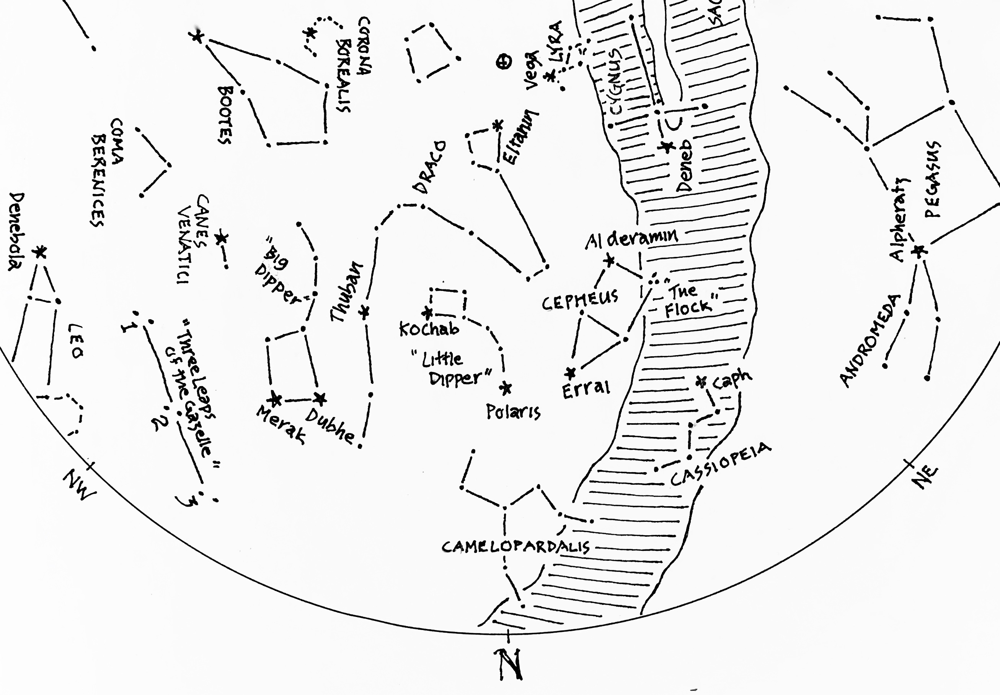 CORONA
BOREALIS
BOOTES
COMA
BERENICES
CANES
VENATICI
Denebola
LEO
"Three Leaps
of the Gazelle"
1
2
3
"Big
Dipper"
Merak
Dubhe
Thuban
DRACO
Eltanin
Vega
LYRA
CYGNUS
Deneb
Alderamin
CEPHEUS
"The
Flock"
Kochab
"Little
Dipper"
Polaris
Errai
Caph
CASSIOPEIA
CAMELOPARDALIS
PEGASUS
Alpheratz
ANDROMEDA
NW
N
NE